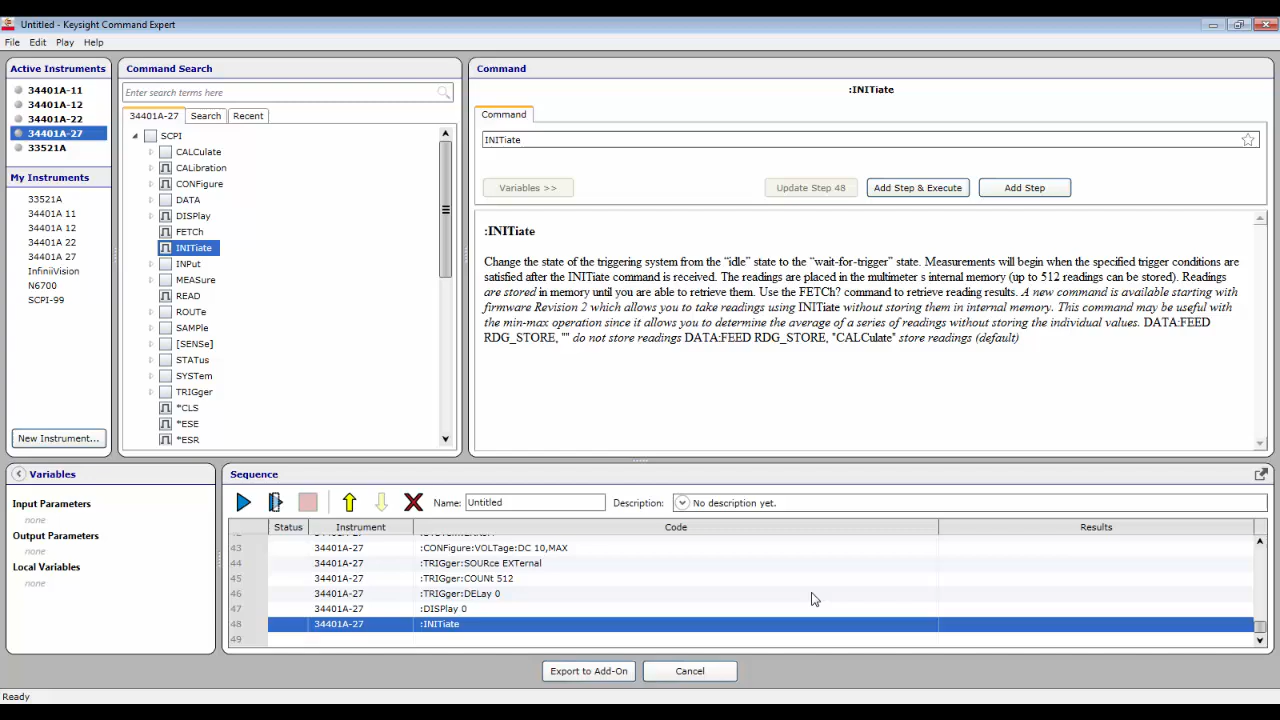 Untitled - Keysight Command Expert
File Edit Play Help
Active Instruments
34401A-11
34401A-12
34401A-22
34401A-27
33521A
My Instruments
33521A
34401A 11
34401A 12
34401A 22
34401A 27
InfiniiVision
N6700
SCPI-99
New Instrument...
Command Search
Enter search terms here
34401A-27 Search Recent
SCPI
CALCulate
CALibration
CONFigure
DATA
DISPlay
FETCh
INITiate
INPut
MEASure
READ
ROUTe
SAMPle
[SENSe]
STATus
SYSTem
TRIGger
*CLS
*ESE
*ESR
Command
:INITiate
Command
INITiate
Variables >> Update Step 48 Add Step & Execute Add Step
:INITiate
Change the state of the triggering system from the “idle” state to the “wait-for-trigger” state. Measurements will begin when the specified trigger conditions are
satisfied after the INITiate command is received. The readings are placed in the multimeter s internal memory (up to 512 readings can be stored). Readings
are stored in memory until you are able to retrieve them. Use the FETCh? command to retrieve reading results. A new command is available starting with
firmware Revision 2 which allows you to take readings using INITiate without storing them in internal memory. This command may be useful with
the min-max operation since it allows you to determine the average of a series of readings without storing the individual values. DATA:FEED
RDG_STORE, "" do not store readings DATA:FEED RDG_STORE, "CALCulate" store readings (default)
Variables
Input Parameters
none
Output Parameters
none
Local Variables
none
Sequence
Name: Untitled Description: No description yet.
Status Instrument Code Results
43 34401A-27 :CONFigure:VOLTage:DC 10,MAX
44 34401A-27 :TRIGger:SOURce EXTernal
45 34401A-27 :TRIGger:COUNt 512
46 34401A-27 :TRIGger:DELay 0
47 34401A-27 :DISPlay 0
48 34401A-27 :INITiate
49
Export to Add-On Cancel
Ready